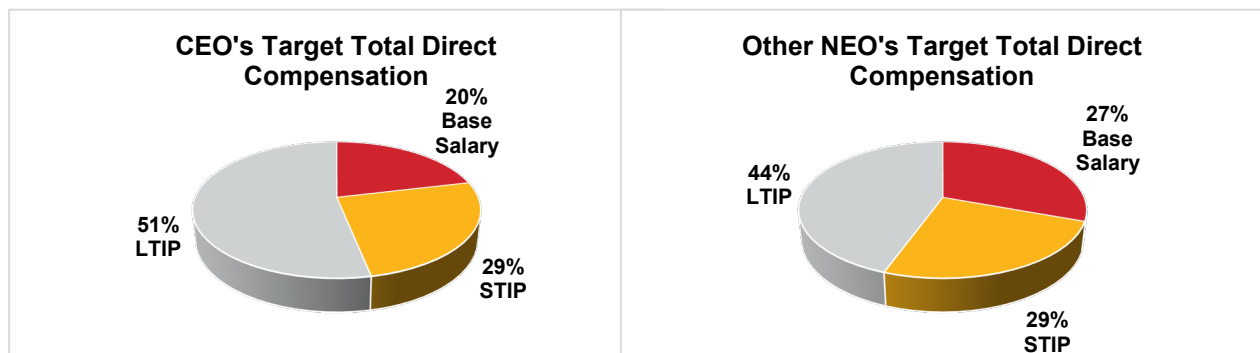 CEO's Target Total Direct
Compensation
20%
Base
Salary
51%
LTIP
29%
STIP
Other NEO's Target Total Direct
Compensation
27%
Base
Salary
44%
LTIP
29%
STIP